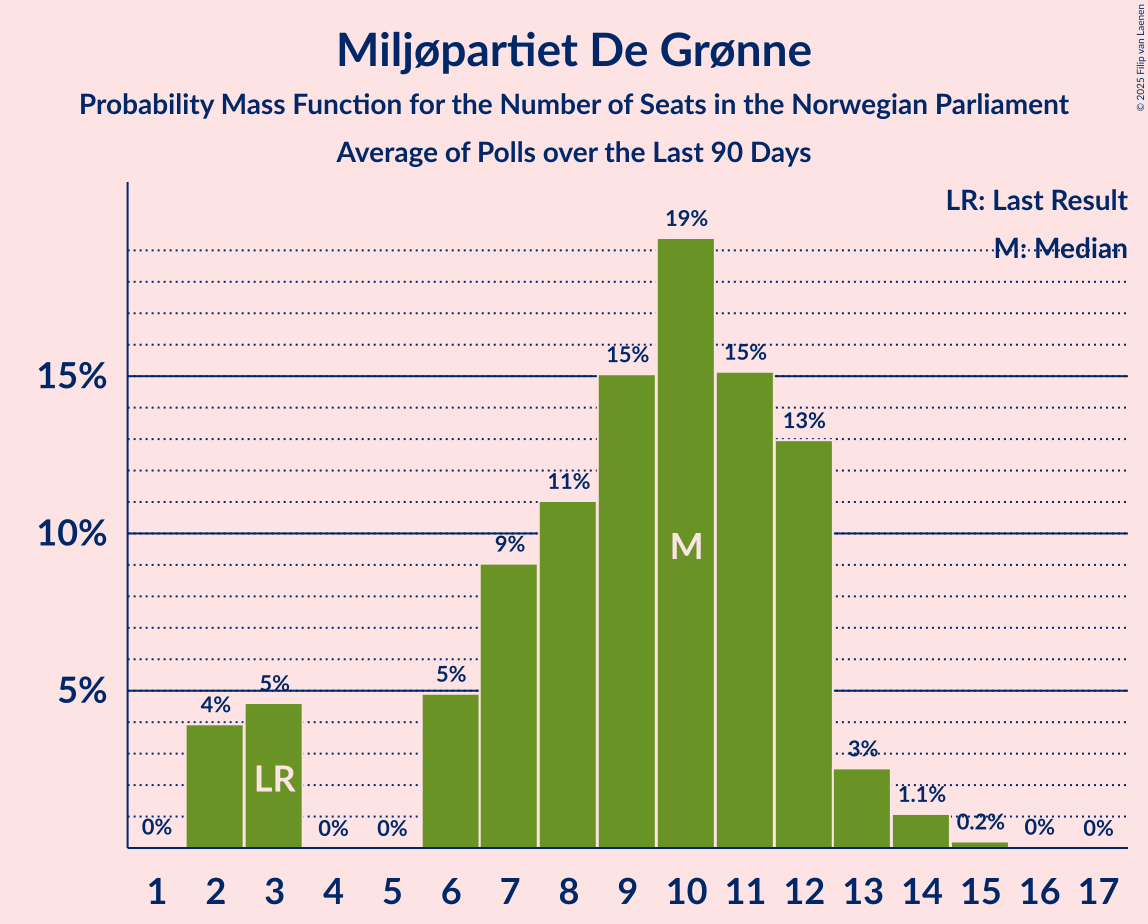 Miljøpartiet De Grønne
Probability Mass Function for the Number of Seats in the Norwegian Parliament
Average of Polls over the Last 90 Days
© 2025 Filip van Laenen
LR: Last Result
M: Median
19%
15%
15%
15%
13%
11%
10%
9%
M
5%
5%
5%
4%
3%
LR
1.1%
0.2%
0%
0%
0%
0%
0%
1 2 3 4 5 6 7 8 9 10 11 12 13 14 15 16 17